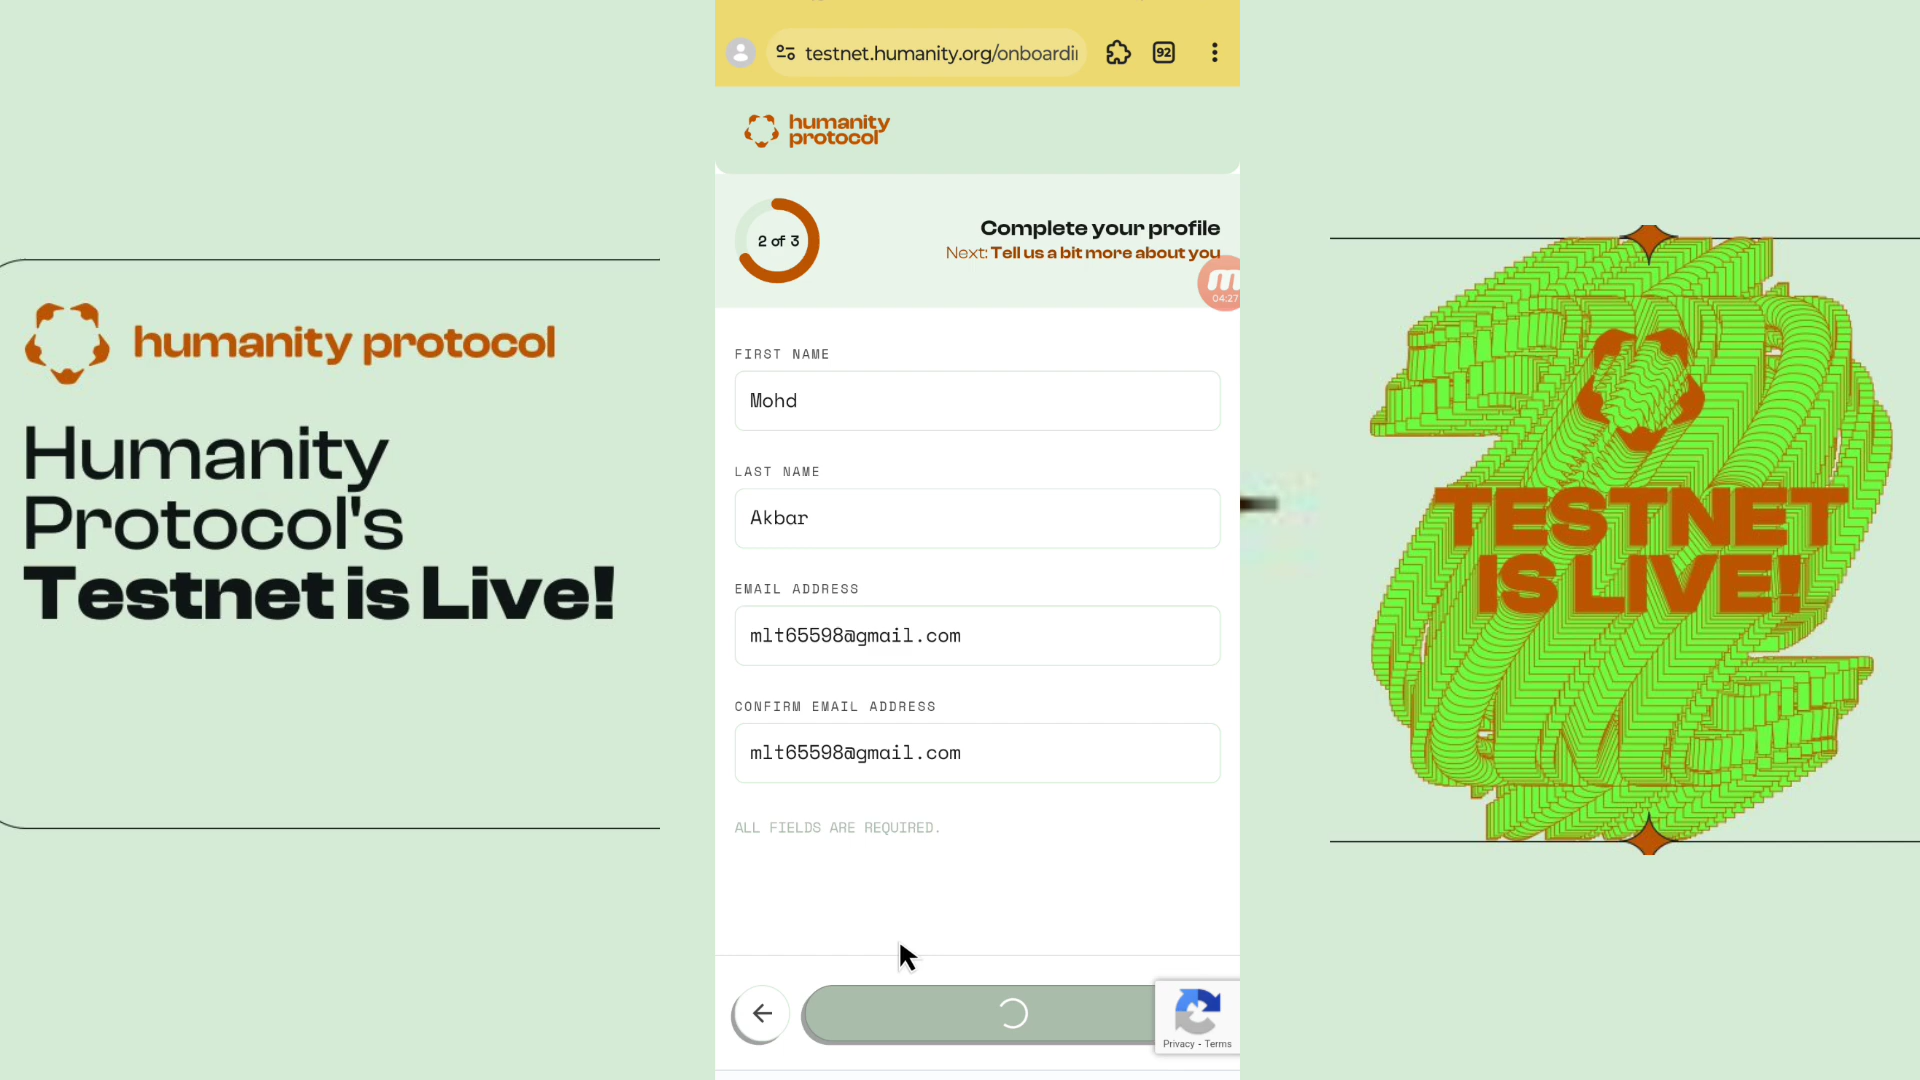 humanity protocol
Humanity
Protocol's
Testnet is Live!
testnet.humanity.org/onboardi
92
humanity
protocol
2 of 3
Complete your profile
Next: Tell us a bit more about you
04:27
FIRST NAME
Mohd
LAST NAME
Akbar
EMAIL ADDRESS
mlt65598@gmail.com
CONFIRM EMAIL ADDRESS
mlt65598@gmail.com
ALL FIELDS ARE REQUIRED.
Privacy - Terms
TESTNET
IS LIVE!